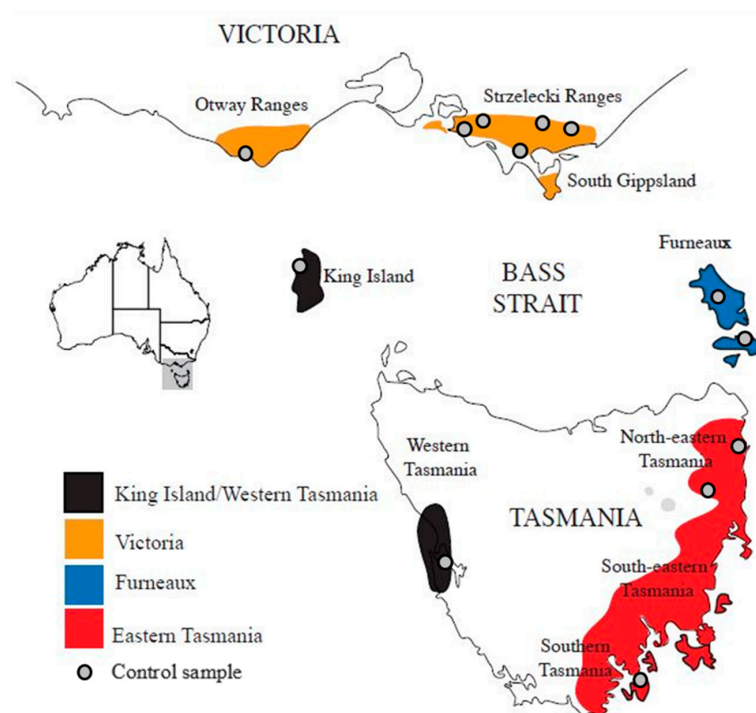 VICTORIA
Otway Ranges
Strzelecki Ranges
South Gippsland
Furneaux
King Island
BASS
STRAIT
Western
Tasmania
North-eastern
Tasmania
TASMANIA
South-eastern
Tasmania
Southern
Tasmania
King Island/Western Tasmania
Victoria
Furneaux
Eastern Tasmania
Control sample